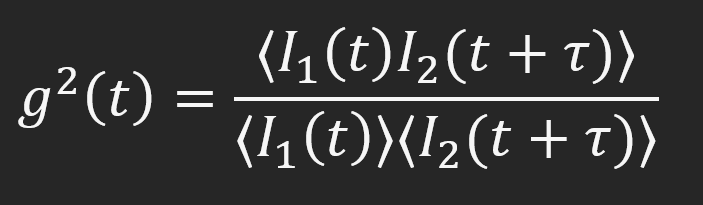 g²(t) = ⟨I₁(t)I₂(t + τ)⟩ / ⟨I₁(t)⟩⟨I₂(t + τ)⟩